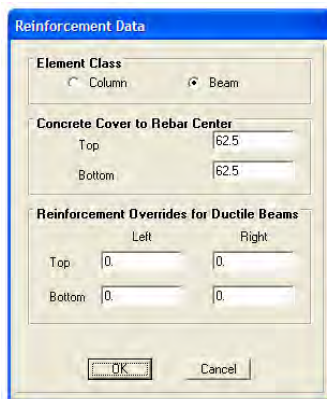 Reinforcement Data
Element Class
Column Beam
Concrete Cover to Rebar Center
Top 62.5
Bottom 62.5
Reinforcement Overrides for Ductile Beams
Left Right
Top 0. 0.
Bottom 0. 0.
OK Cancel